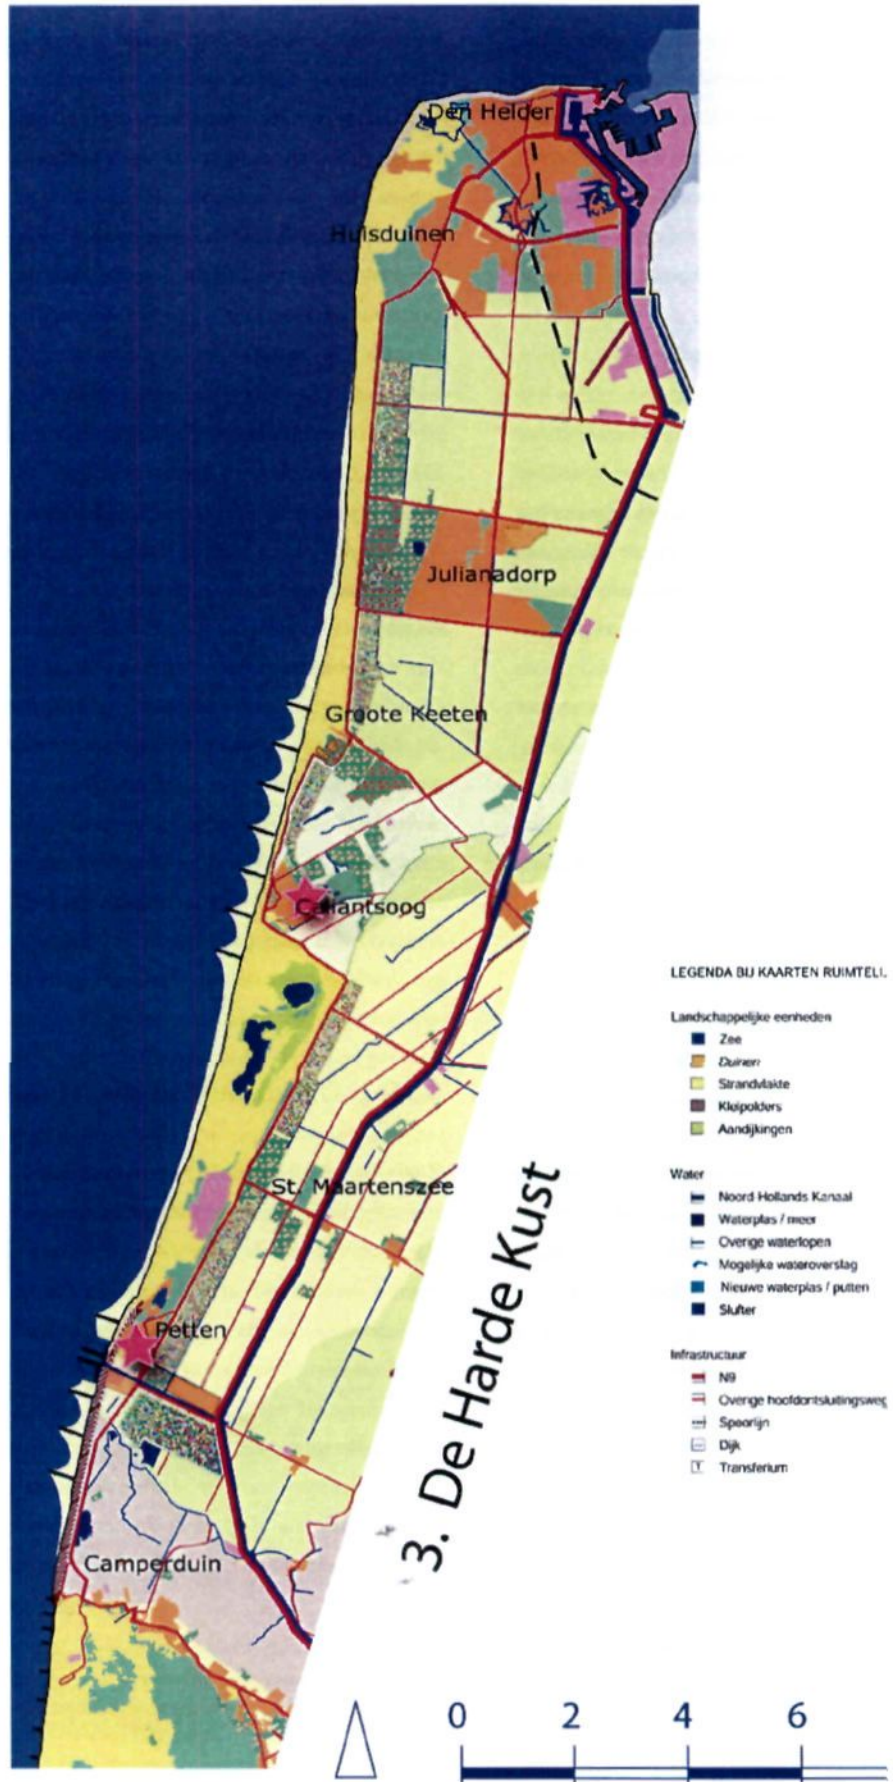 Den Helder
Huisduinen
Julianadorp
Groote Keeten
Callantsoog
St. Maartenszee
Petten
Camperduin
3. De Harde Kust
LEGENDA BIJ KAARTEN RUIMTELI
Landschappelijke eenheden
Zee
Duinen
Strandvlakte
Kleipolders
Aandijkingen
Water
Noord Hollands Kanaal
Waterplas / meer
Overige waterlopen
Mogelijke wateroverslag
Nieuwe waterplas / putten
Slufter
Infrastructuur
N9
Overige hoofdontsluitingsweg
Spoorlijn
Dijk
T Transferium
0 2 4 6